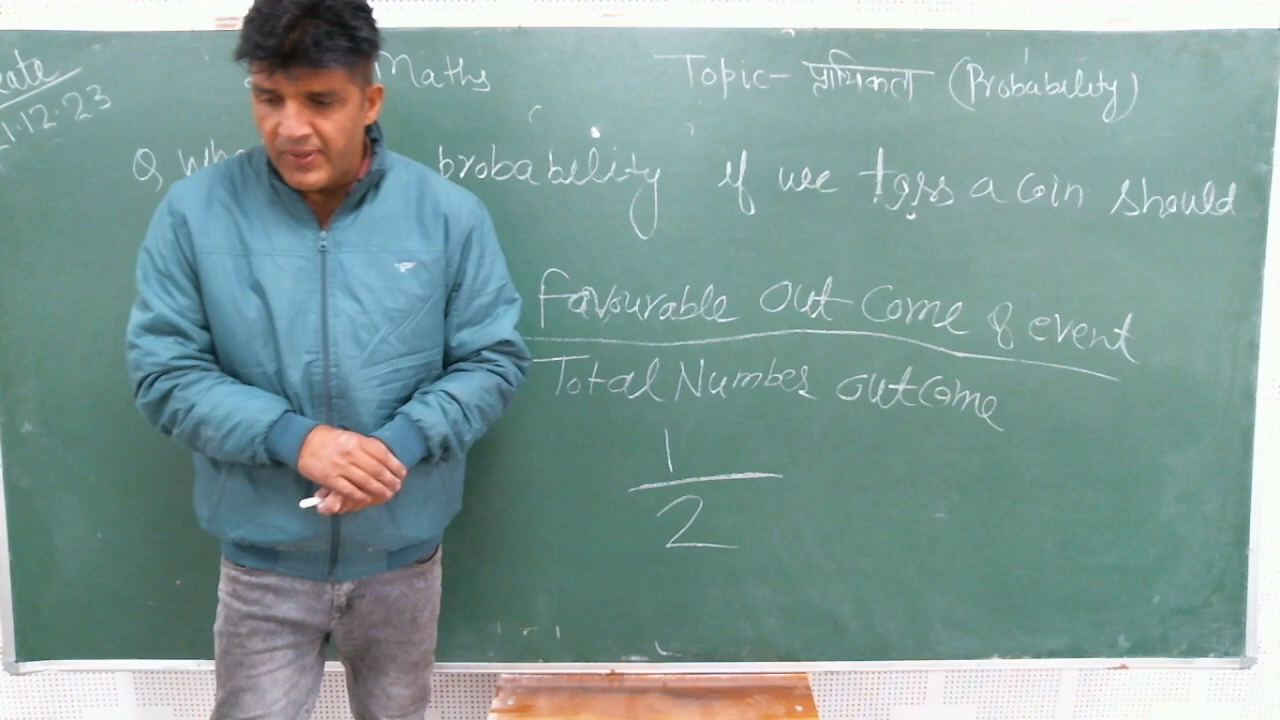 Maths Topic- प्रायिकता (Probability)
1.12.23
Q probability if we toss a Coin should
Favourable Out Come of event
Total Number outcome
1
2